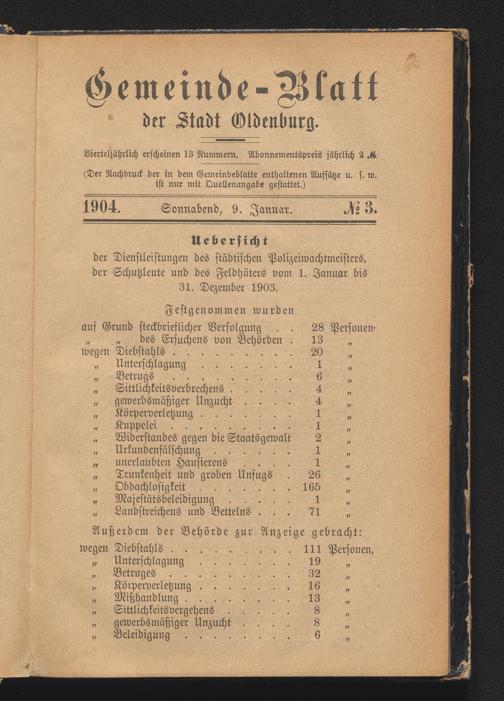 Gemeinde-Blatt
der Stadt Oldenburg.
Vierteljährlich erscheinen 13 Nummern. Abonnementspreis jährlich 2 ℳ.
(Der Nachdruck der in dem Gemeindeblatte enthaltenen Aufsätze u. s. w.
ist nur mit Quellenangabe gestattet.)
1904. Sonnabend, 9. Januar. № 3.
Uebersicht
der Dienstleistungen des städtischen Polizeiwachtmeisters,
der Schutzleute und des Feldhüters vom 1. Januar bis
31. Dezember 1903.
Festgenommen wurden
auf Grund steckbrieflicher Verfolgung . . 28 Personen.
„ „ des Ersuchens von Behörden . 13 „
wegen Diebstahls . . . . . . . . . 20 „
„ Unterschlagung . . . . . . . 1 „
„ Betrugs . . . . . . . . . 6 „
„ Sittlichkeitsverbrechens . . . . . 4 „
„ gewerbsmäßiger Unzucht . . . . 4 „
„ Körperverletzung . . . . . . . 1 „
„ Kuppelei . . . . . . . . . 1 „
„ Widerstandes gegen die Staatsgewalt 2 „
„ Urkundenfälschung . . . . . . 1 „
„ unerlaubten Hausierens . . . . 1 „
„ Trunkenheit und groben Unfugs . . 26 „
„ Obdachlosigkeit . . . . . . . 165 „
„ Majestätsbeleidigung . . . . . 1 „
„ Landstreichens und Bettelns . . . 71 „
Außerdem der Behörde zur Anzeige gebracht:
wegen Diebstahls . . . . . . . . . 111 Personen,
„ Unterschlagung . . . . . . . 19 „
„ Betruges . . . . . . . . . 32 „
„ Körperverletzung . . . . . . . 16 „
„ Mißhandlung . . . . . . . . 13 „
„ Sittlichkeitsvergehens . . . . . 8 „
„ gewerbsmäßiger Unzucht . . . . 8 „
„ Beleidigung . . . . . . . . 6 „